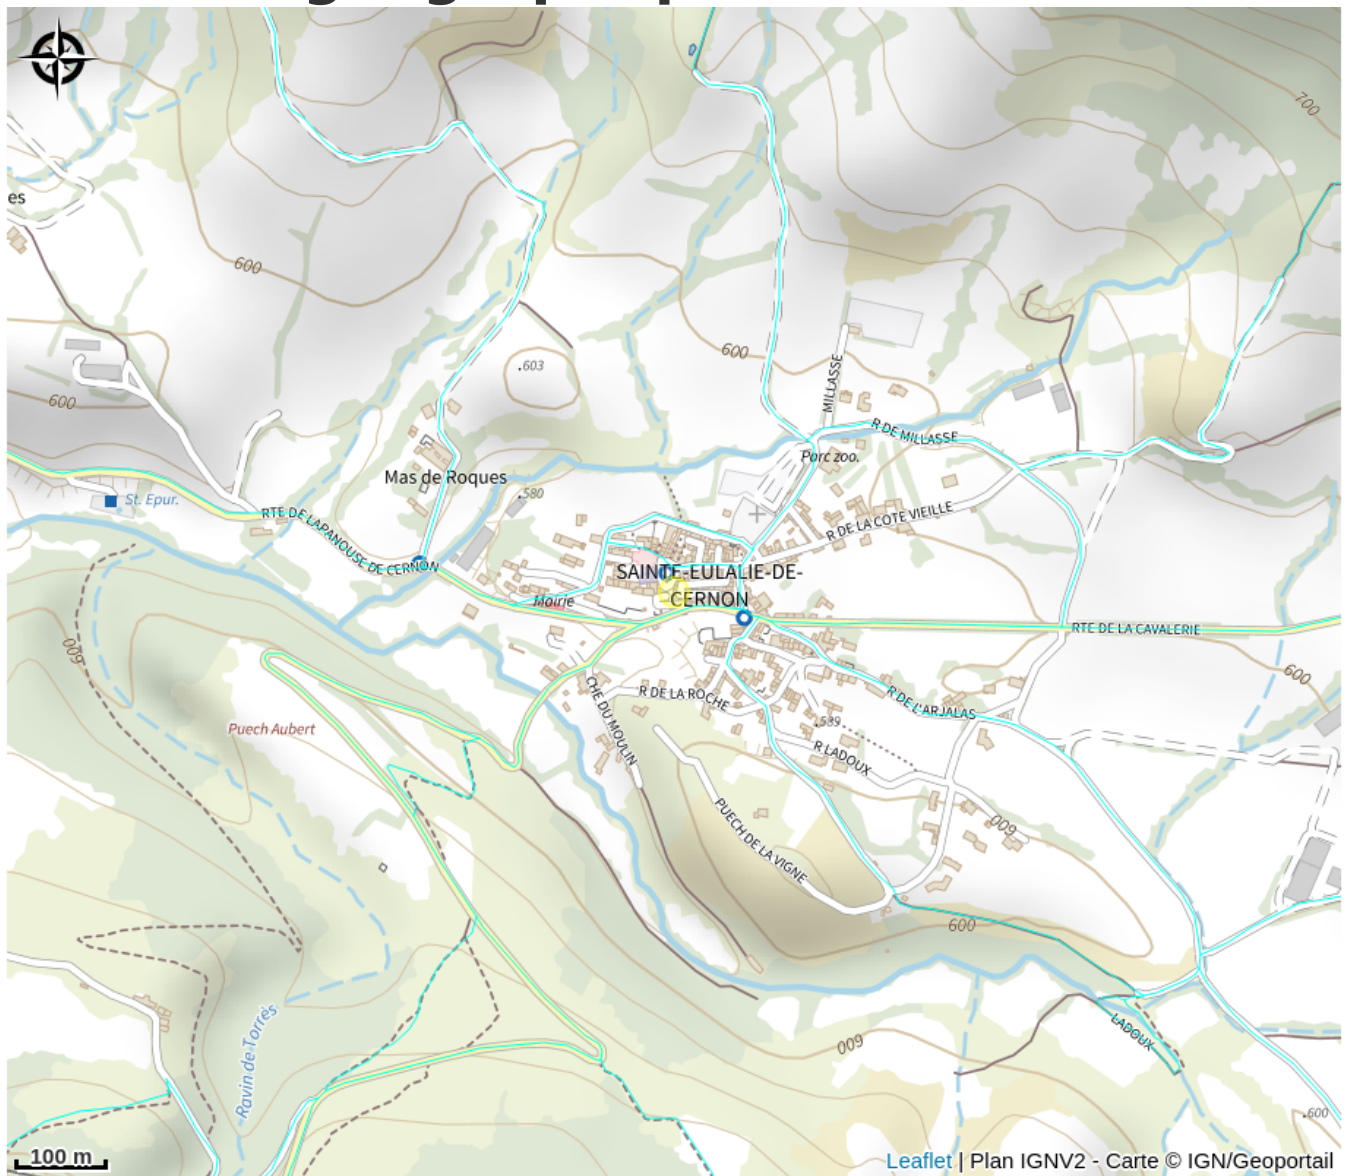 700
es
600
600
603
600
MILLASSE
R DE MILLASSE
Parc zoo.
Mas de Roques
580
St. Epur.
RTE DE LAPANOUSE DE CERNON
R DE LA COTE VIEILLE
SAINTE-EULALIE-DE-
CERNON
Mairie
RTE DE LA CAVALERIE
600
600
CHE DU MOULIN
R DE LA ROCHE
R DE L'ARJALAS
589
Puech Aubert
R LADOUX
PUECH DE LA VIGNE
600
600
Ravin de Torrès
LADOUX
600
600
100 m
Leaflet | Plan IGNV2 - Carte © IGN/Geoportail